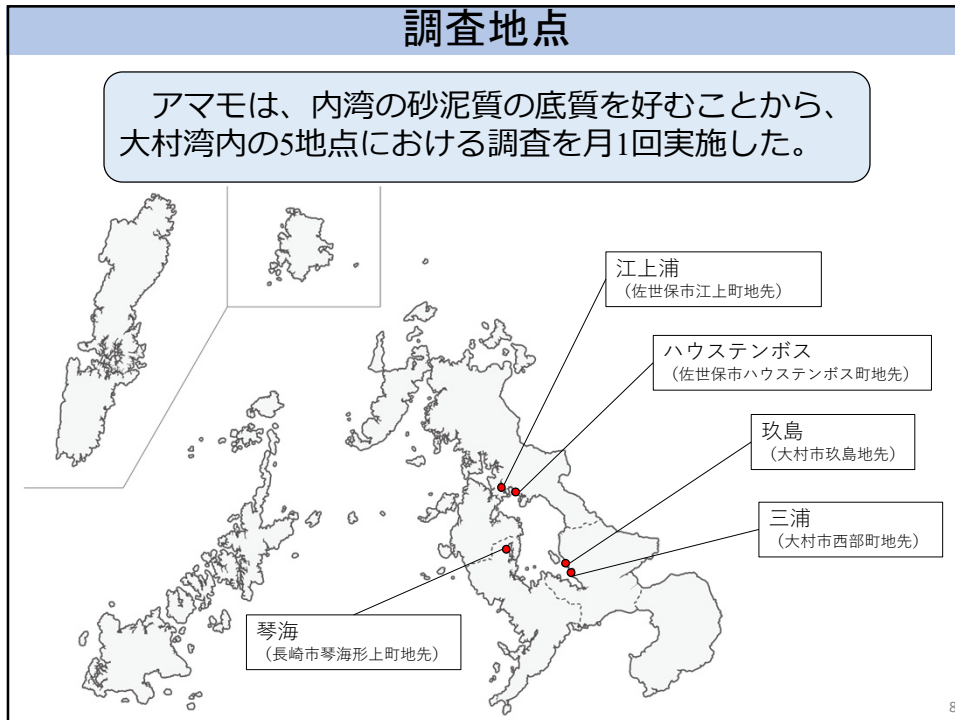 調査地点
アマモは、内湾の砂泥質の底質を好むことから、
大村湾内の5地点における調査を月1回実施した。
江上浦
（佐世保市江上町地先）
ハウステンボス
（佐世保市ハウステンボス町地先）
玖島
（大村市玖島地先）
三浦
（大村市西部町地先）
琴海
（長崎市琴海形上町地先）
8